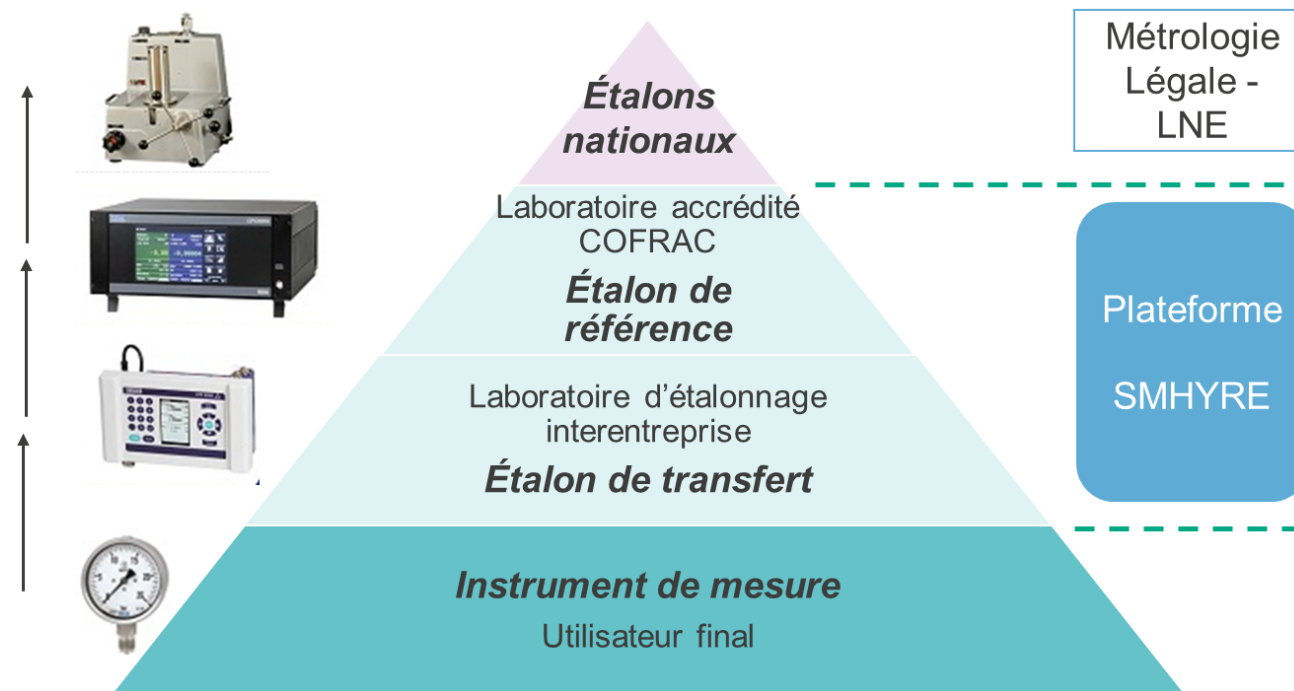 Étalons
nationaux
Laboratoire accrédité
COFRAC
Étalon de
référence
Laboratoire d'étalonnage
interentreprise
Étalon de transfert
Instrument de mesure
Utilisateur final
Métrologie
Légale -
LNE
Plateforme
SMHYRE